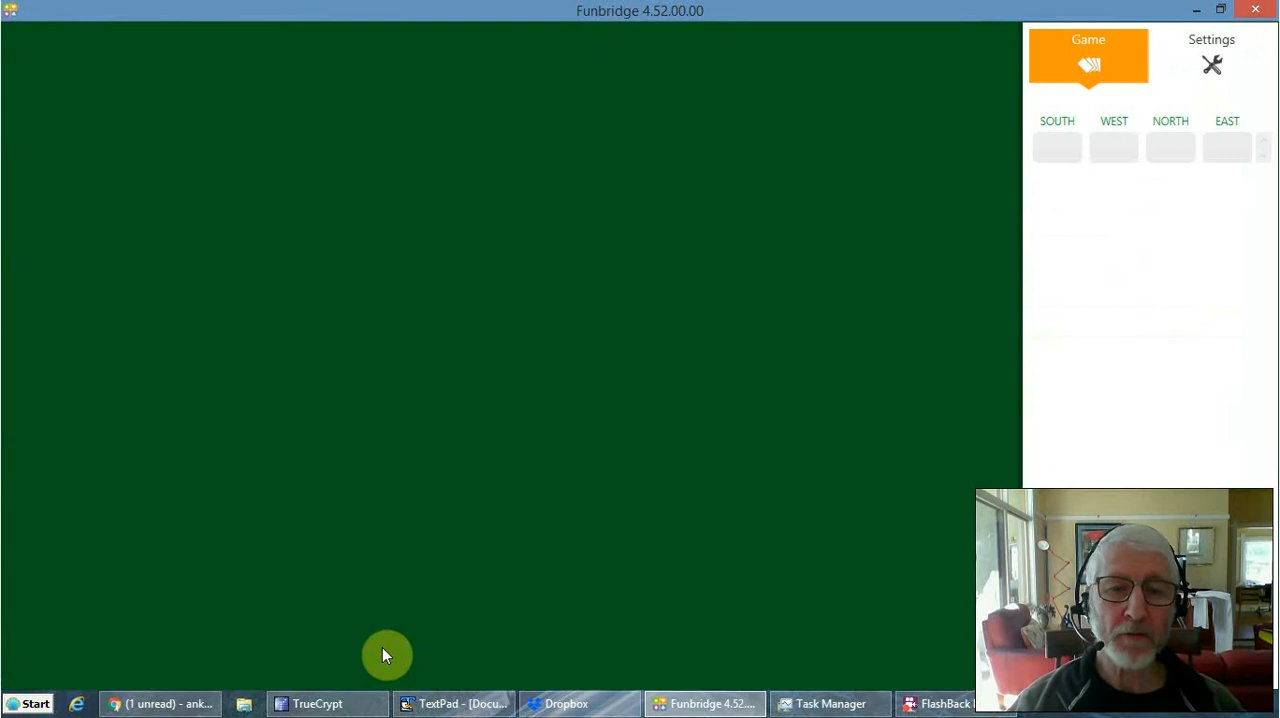 Funbridge 4.52.00.00
Game
Settings
SOUTH WEST NORTH EAST
Start
(1 unread) - ank...
TrueCrypt
TextPad - [Docu...
Dropbox
Funbridge 4.52....
Task Manager
FlashBack